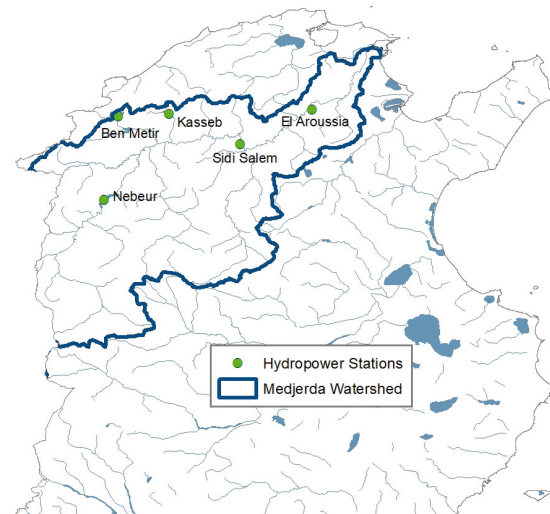 Ben Metir
Kasseb
El Aroussia
Sidi Salem
Nebeur
Hydropower Stations
Medjerda Watershed